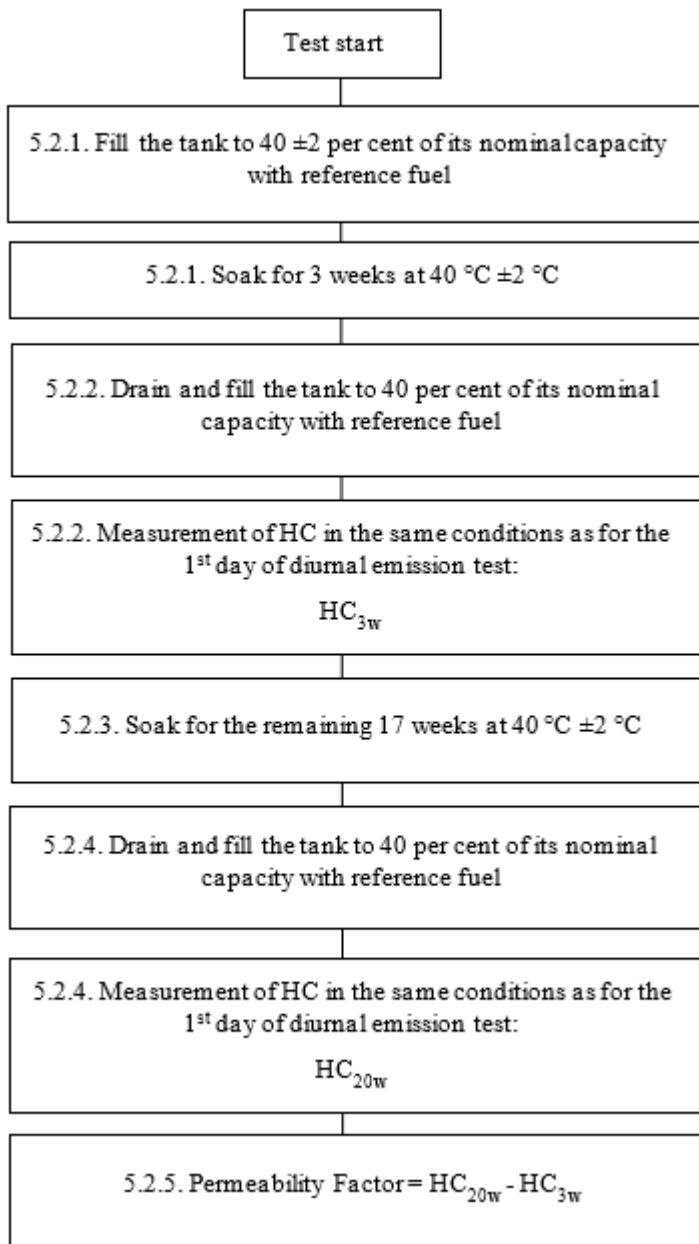 Test start
5.2.1. Fill the tank to 40 ±2 per cent of its nominal capacity
with reference fuel
5.2.1. Soak for 3 weeks at 40 °C ±2 °C
5.2.2. Drain and fill the tank to 40 per cent of its nominal
capacity with reference fuel
5.2.2. Measurement of HC in the same conditions as for the
1st day of diurnal emission test:
HC3w
5.2.3. Soak for the remaining 17 weeks at 40 °C ±2 °C
5.2.4. Drain and fill the tank to 40 per cent of its nominal
capacity with reference fuel
5.2.4. Measurement of HC in the same conditions as for the
1st day of diurnal emission test:
HC20w
5.2.5. Permeability Factor = HC20w - HC3w